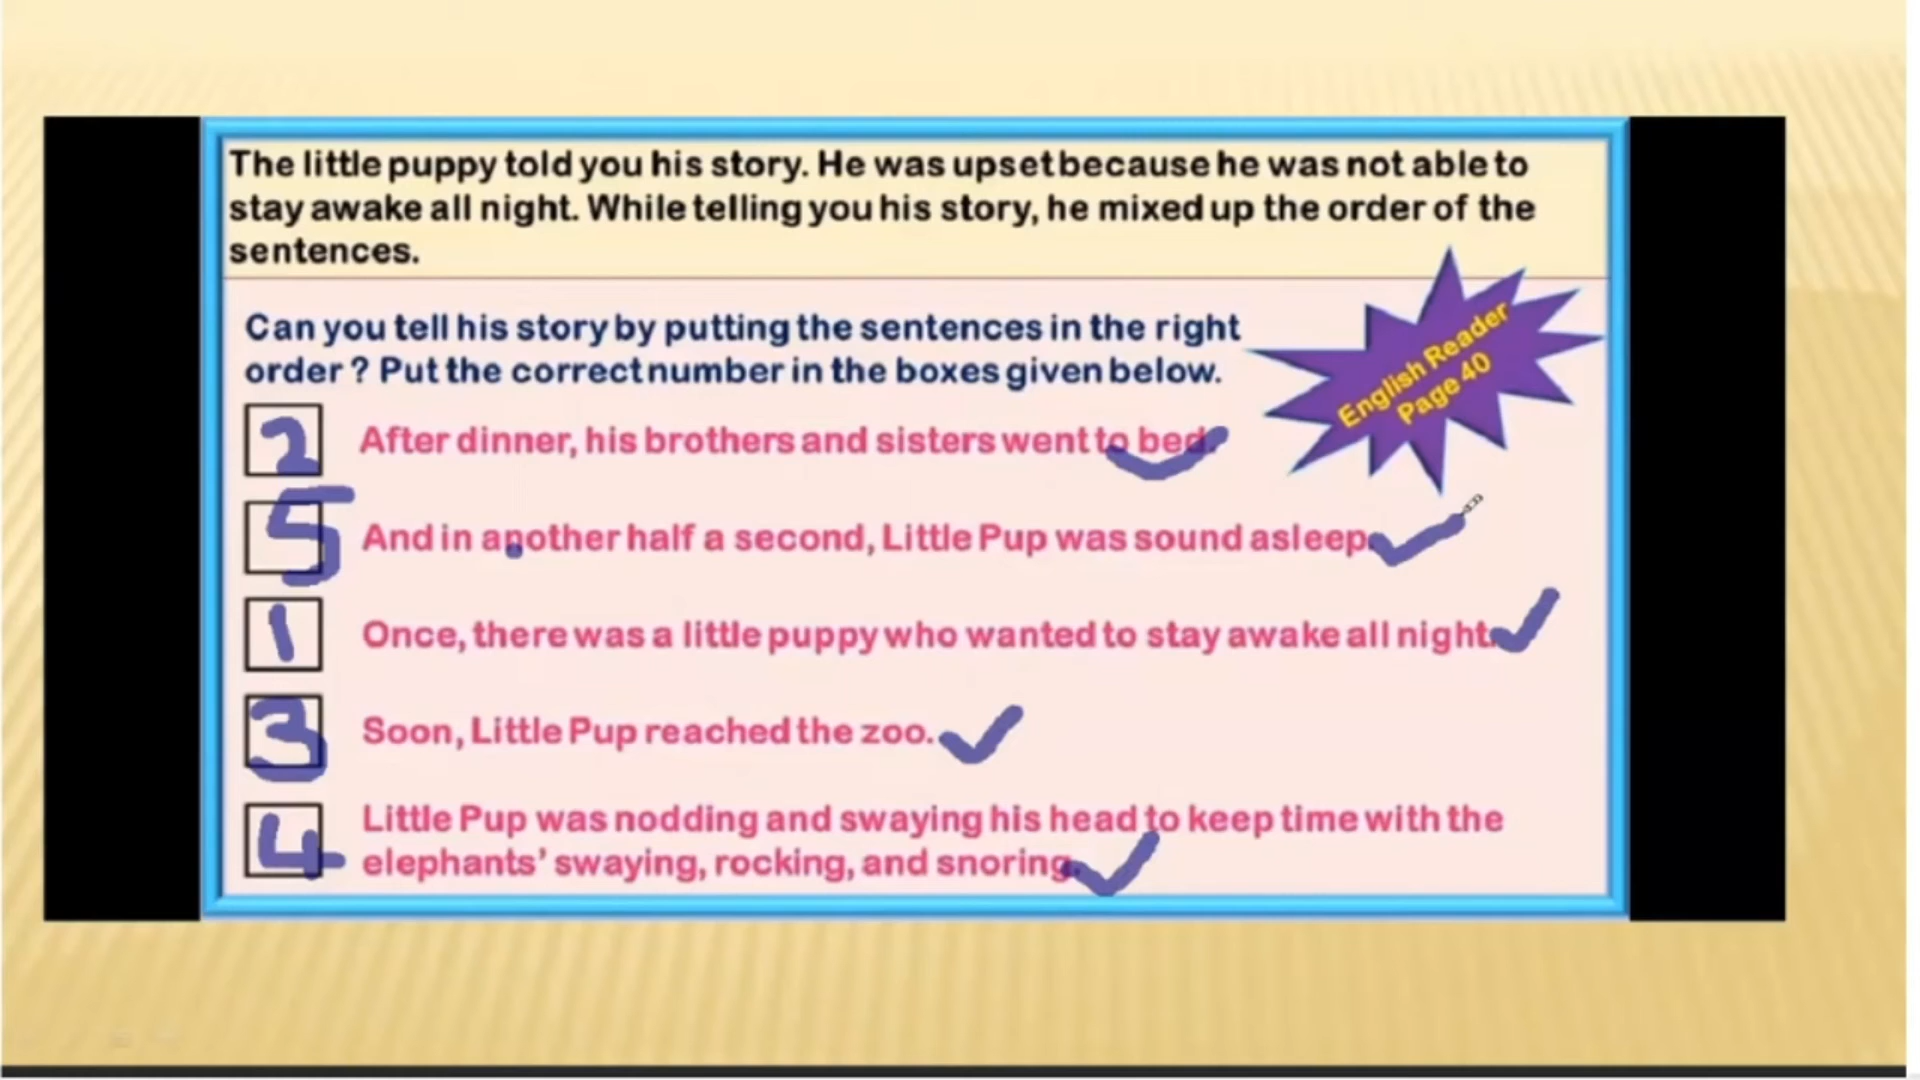 The little puppy told you his story. He was upset because he was not able to
stay awake all night. While telling you his story, he mixed up the order of the
sentences.
Can you tell his story by putting the sentences in the right
order ? Put the correct number in the boxes given below.
English Reader
Page 40
2 After dinner, his brothers and sisters went to bed.
5 And in another half a second, Little Pup was sound asleep.
1 Once, there was a little puppy who wanted to stay awake all night.
3 Soon, Little Pup reached the zoo.
4 Little Pup was nodding and swaying his head to keep time with the
elephants’ swaying, rocking, and snoring.